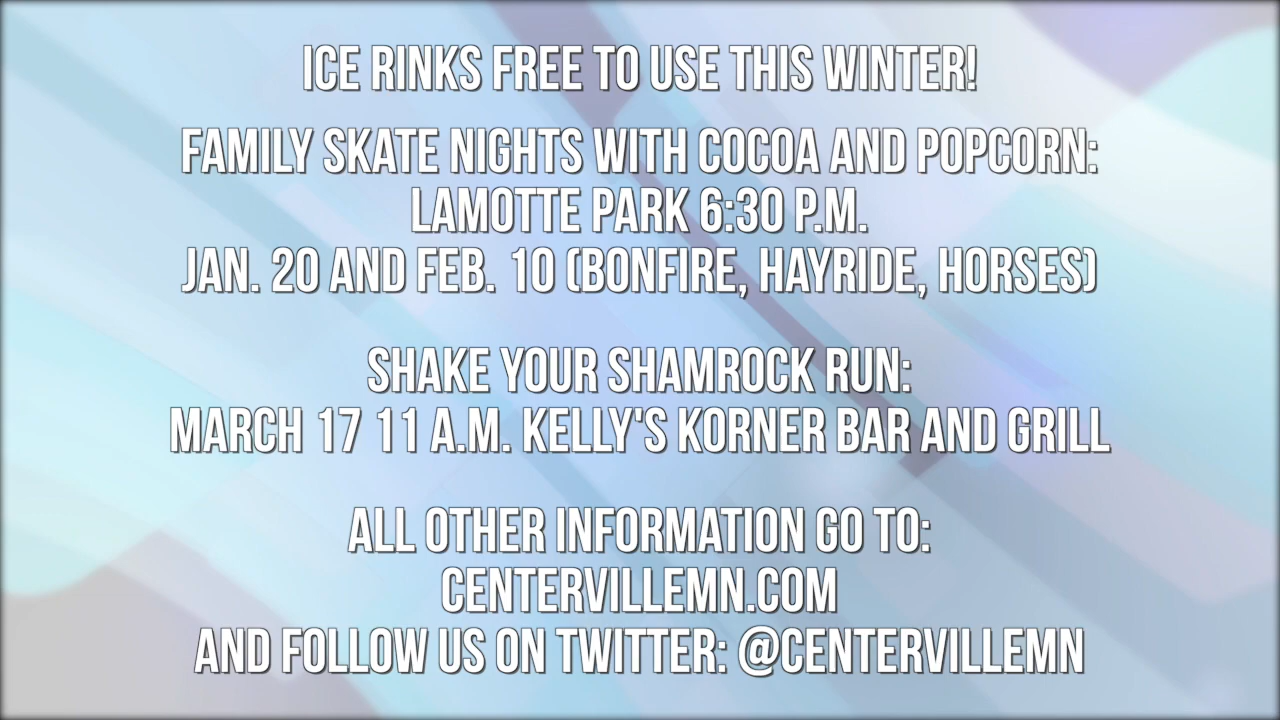 ICE RINKS FREE TO USE THIS WINTER!
FAMILY SKATE NIGHTS WITH COCOA AND POPCORN:
LAMOTTE PARK 6:30 P.M.
JAN. 20 AND FEB. 10 (BONFIRE, HAYRIDE, HORSES)
SHAKE YOUR SHAMROCK RUN:
MARCH 17 11 A.M. KELLY'S KORNER BAR AND GRILL
ALL OTHER INFORMATION GO TO:
CENTERVILLEMN.COM
AND FOLLOW US ON TWITTER: @CENTERVILLEMN